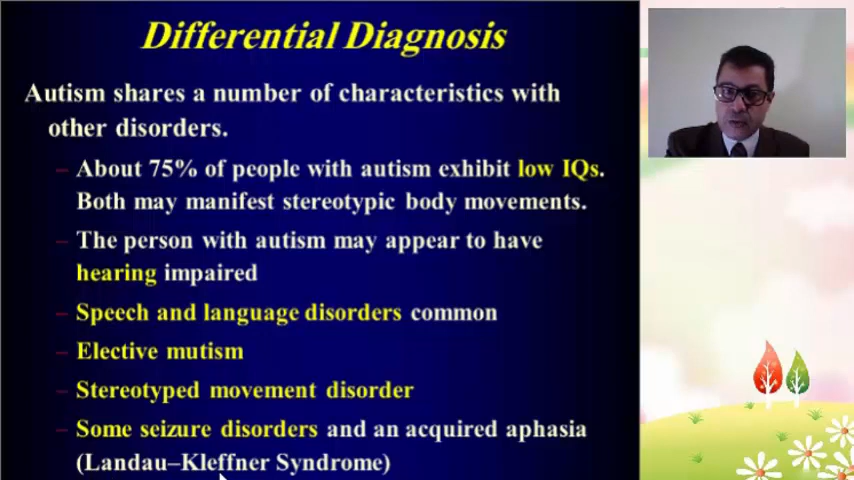 Differential Diagnosis
Autism shares a number of characteristics with
other disorders.
– About 75% of people with autism exhibit low IQs.
Both may manifest stereotypic body movements.
– The person with autism may appear to have
hearing impaired
– Speech and language disorders common
– Elective mutism
– Stereotyped movement disorder
– Some seizure disorders and an acquired aphasia
(Landau–Kleffner Syndrome)